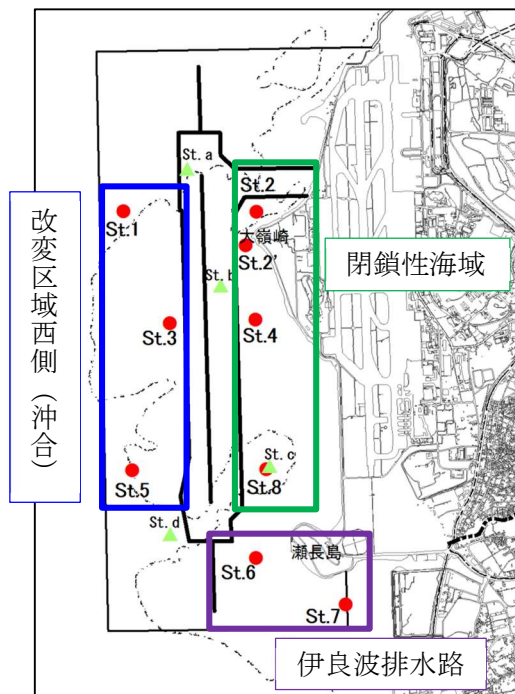 St. a
St.2
改変区域西側（沖合）
St.1
大嶺崎
St.2'
閉鎖性海域
St. b
St.3
St.4
St. c
St.5
St.8
St. d
瀬長島
St.6
St.7
伊良波排水路